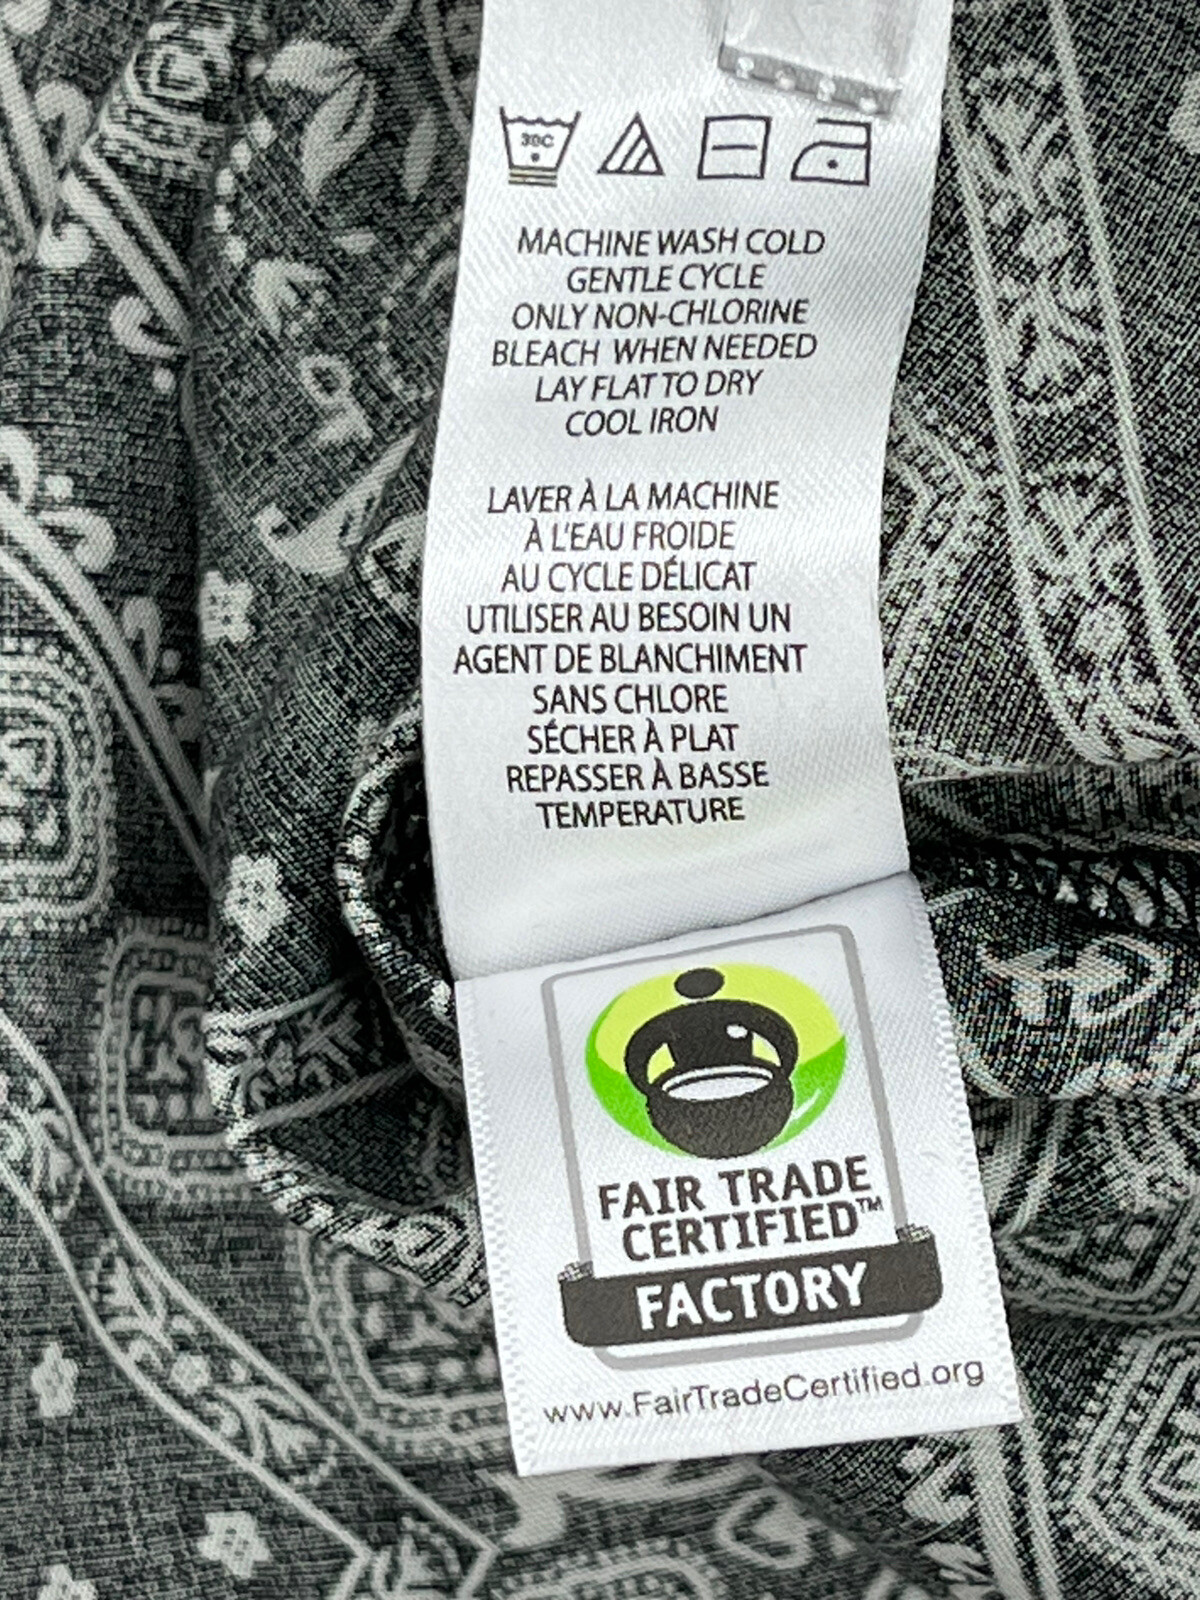 30C
MACHINE WASH COLD
GENTLE CYCLE
ONLY NON-CHLORINE
BLEACH WHEN NEEDED
LAY FLAT TO DRY
COOL IRON
LAVER À LA MACHINE
À L'EAU FROIDE
AU CYCLE DÉLICAT
UTILISER AU BESOIN UN
AGENT DE BLANCHIMENT
SANS CHLORE
SÉCHER À PLAT
REPASSER À BASSE
TEMPERATURE
FAIR TRADE
CERTIFIED™
FACTORY
www.FairTradeCertified.org